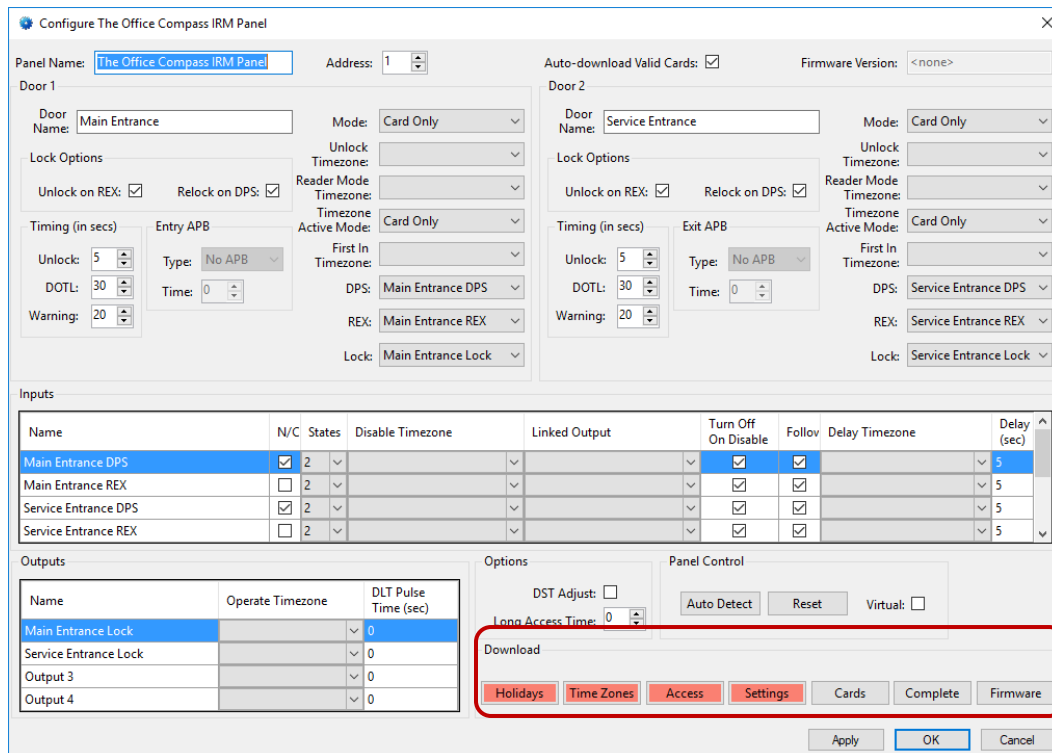 Configure The Office Compass IRM Panel
Panel Name: The Office Compass IRM Panel Address: 1 Auto-download Valid Cards: Firmware Version: <none>
Door 1
Door Name: Main Entrance
Mode: Card Only
Lock Options
Unlock on REX: Relock on DPS:
Unlock Timezone:
Reader Mode Timezone:
Timezone Active Mode: Card Only
Timing (in secs)
Unlock: 5
DOTL: 30
Warning: 20
Entry APB
Type: No APB
Time: 0
First In Timezone:
DPS: Main Entrance DPS
REX: Main Entrance REX
Lock: Main Entrance Lock
Door 2
Door Name: Service Entrance
Mode: Card Only
Lock Options
Unlock on REX: Relock on DPS:
Unlock Timezone:
Reader Mode Timezone:
Timezone Active Mode: Card Only
Timing (in secs)
Unlock: 5
DOTL: 30
Warning: 20
Exit APB
Type: No APB
Time: 0
First In Timezone:
DPS: Service Entrance DPS
REX: Service Entrance REX
Lock: Service Entrance Lock
Inputs
Name N/C States Disable Timezone Linked Output Turn Off On Disable Follov Delay Timezone Delay (sec)
Main Entrance DPS 2 5
Main Entrance REX 2 5
Service Entrance DPS 2 5
Service Entrance REX 2 5
Outputs
Name Operate Timezone DLT Pulse Time (sec)
Main Entrance Lock 0
Service Entrance Lock 0
Output 3 0
Output 4 0
Options
DST Adjust:
Long Access Time: 0
Panel Control
Auto Detect Reset Virtual:
Download
Holidays Time Zones Access Settings Cards Complete Firmware
Apply OK Cancel